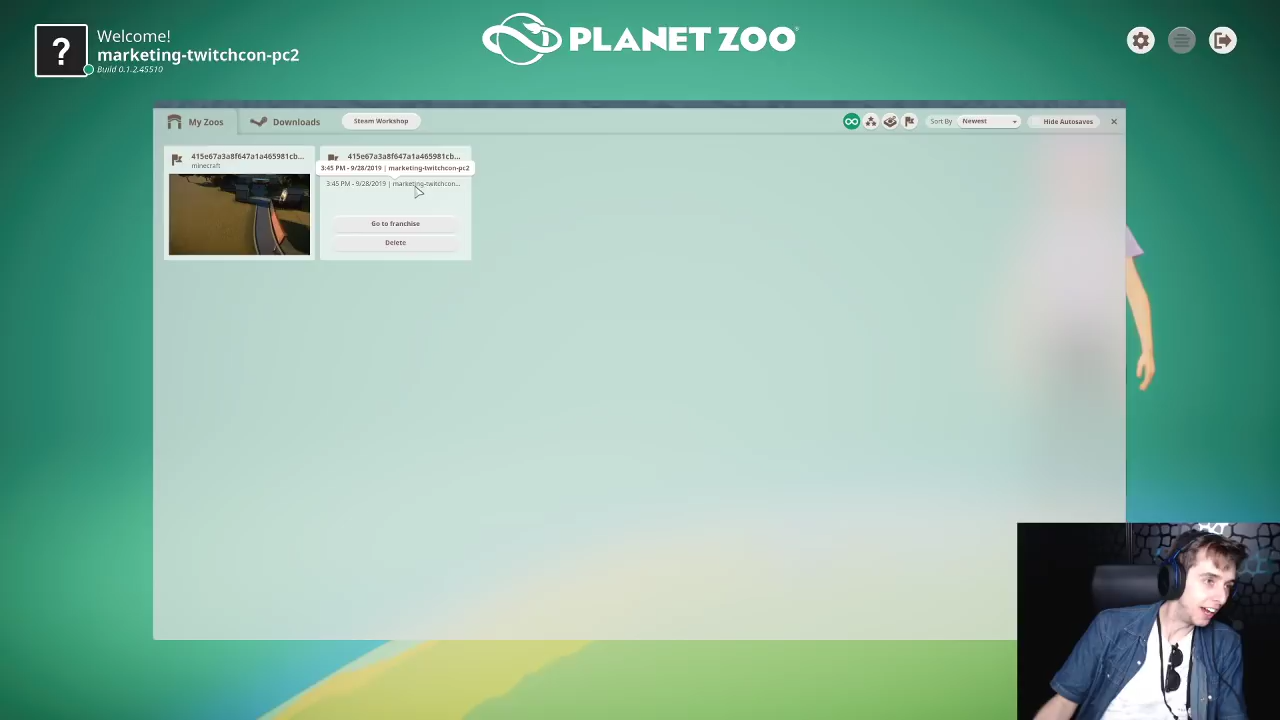 Welcome!
marketing-twitchcon-pc2
Build 0.1.2.45510
?
PLANET ZOO
My Zoos
Downloads
Steam Workshop
Sort By
Newest
Hide Autosaves
415e67a3a8f647a1a465981cb...
minecraft
415e67a3a8f647a1a465981cb...
3:45 PM - 9/28/2019 | marketing-twitchcon-pc2
3:45 PM - 9/28/2019 | marketing-twitchcon...
Go to franchise
Delete